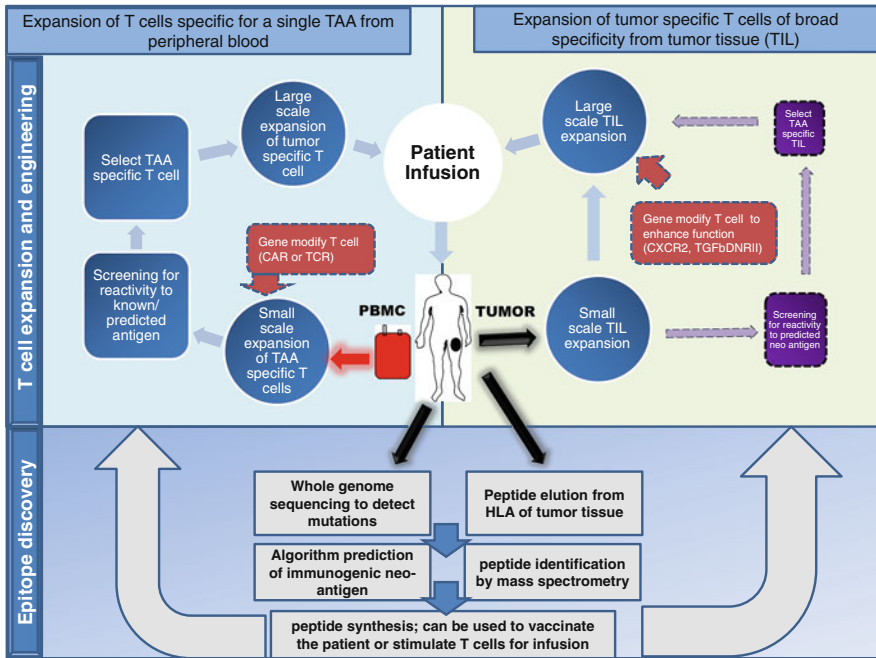 Expansion of T cells specific for a single TAA from
peripheral blood
Expansion of tumor specific T cells of broad
specificity from tumor tissue (TIL)
T cell expansion and engineering
Large
scale
expansion
of tumor
specific T
cell
Select TAA
specific T cell
Screening for
reactivity to
known/
predicted
antigen
Gene modify T cell
(CAR or TCR)
Small
scale
expansion
of TAA
specific T
cells
Patient
Infusion
PBMC
TUMOR
Large
scale TIL
expansion
Select
TAA
specific
TIL
Gene modify T cell to
enhance function
(CXCR2, TGFbDNRII)
Small
scale TIL
expansion
Screening
for reactivity
to predicted
neo antigen
Epitope discovery
Whole genome
sequencing to detect
mutations
Peptide elution from
HLA of tumor tissue
Algorithm prediction
of immunogenic neo-
antigen
peptide identification
by mass spectrometry
peptide synthesis; can be used to vaccinate
the patient or stimulate T cells for infusion